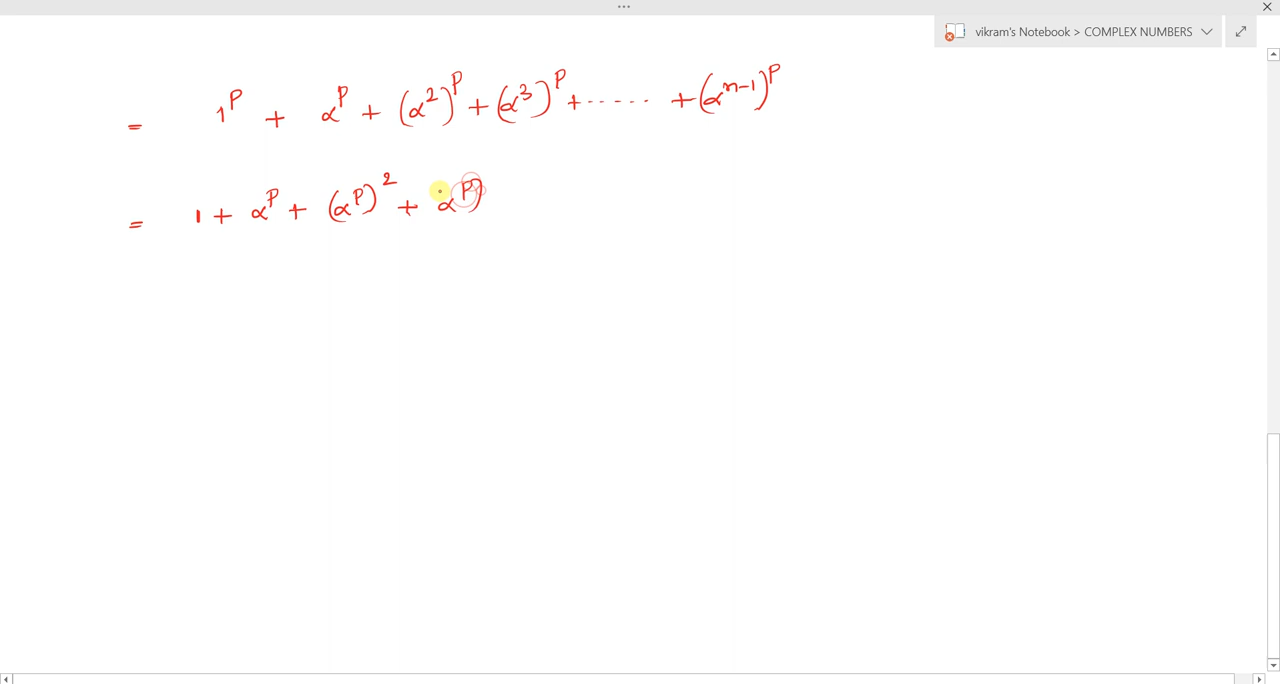 vikram's Notebook > COMPLEX NUMBERS
= 1^P + α^P + (α^2)^P + (α^3)^P + ..... + (α^{n-1})^P
= 1 + α^P + (α^P)^2 + α^P)